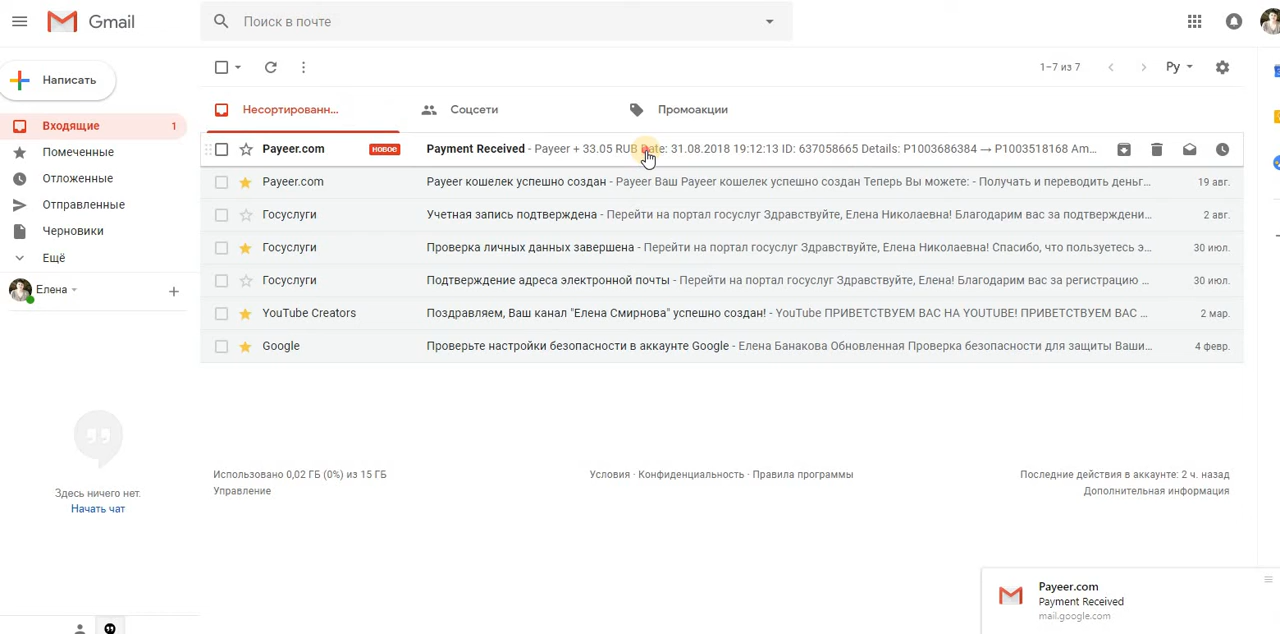 Gmail
Поиск в почте
Написать
1–7 из 7
Ру
Несортированн...
Соцсети
Промоакции
Входящие 1
Помеченные
Отложенные
Отправленные
Черновики
Ещё
Елена
Payeer.com НОВОЕ Payment Received - Payeer + 33.05 RUB Date: 31.08.2018 19:12:13 ID: 637058665 Details: P1003686384 → P1003518168 Am...
Payeer.com Payeer кошелек успешно создан - Payeer Ваш Payeer кошелек успешно создан Теперь Вы можете: - Получать и переводить деньг... 19 авг.
Госуслуги Учетная запись подтверждена - Перейти на портал госуслуг Здравствуйте, Елена Николаевна! Благодарим вас за подтверждени... 2 авг.
Госуслуги Проверка личных данных завершена - Перейти на портал госуслуг Здравствуйте, Елена Николаевна! Спасибо, что пользуетесь э... 30 июл.
Госуслуги Подтверждение адреса электронной почты - Перейти на портал госуслуг Здравствуйте, Елена! Благодарим вас за регистрацию ... 30 июл.
YouTube Creators Поздравляем, Ваш канал "Елена Смирнова" успешно создан! - YouTube ПРИВЕТСТВУЕМ ВАС НА YOUTUBE! ПРИВЕТСТВУЕМ ВАС ... 2 мар.
Google Проверьте настройки безопасности в аккаунте Google - Елена Банакова Обновленная Проверка безопасности для защиты Ваши... 4 февр.
Здесь ничего нет.
Начать чат
Использовано 0,02 ГБ (0%) из 15 ГБ
Управление
Условия · Конфиденциальность · Правила программы
Последние действия в аккаунте: 2 ч. назад
Дополнительная информация
Payeer.com
Payment Received
mail.google.com